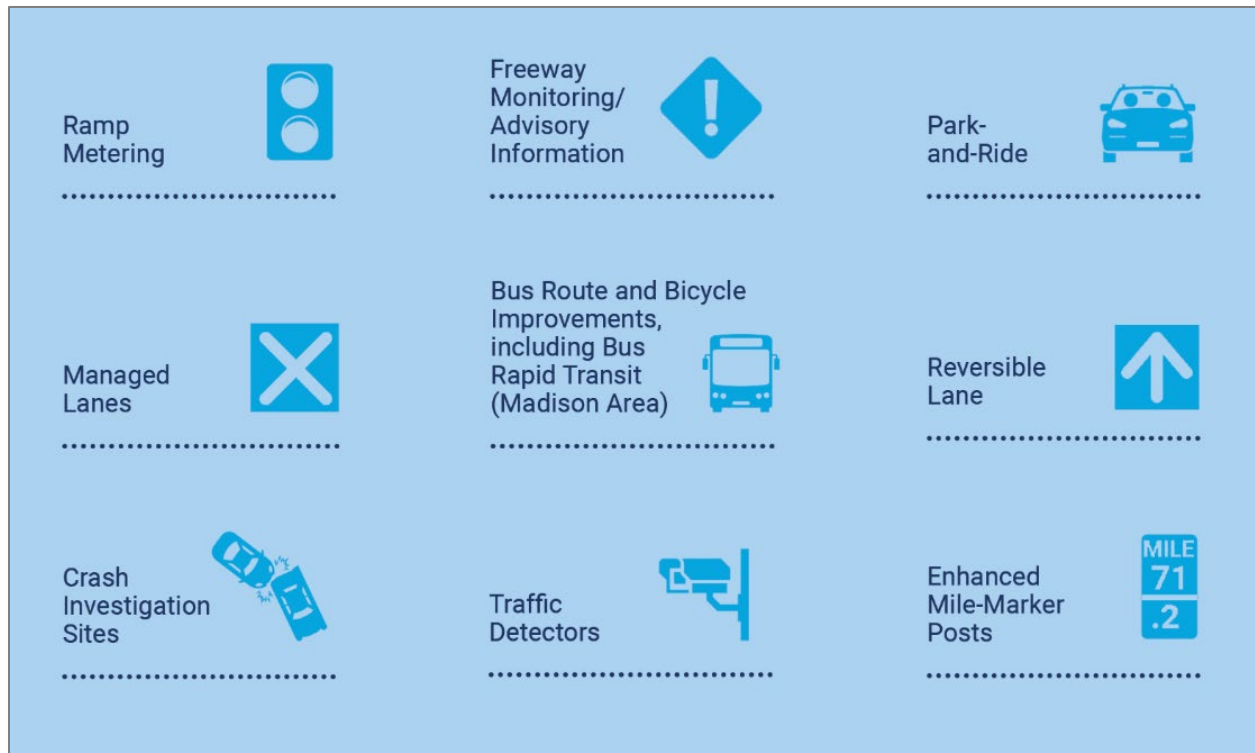 Ramp
Metering
Freeway
Monitoring/
Advisory
Information
Park-
and-Ride
Managed
Lanes
Bus Route and Bicycle
Improvements,
including Bus
Rapid Transit
(Madison Area)
Reversible
Lane
Crash
Investigation
Sites
Traffic
Detectors
Enhanced
Mile-Marker
Posts
MILE
71
.2